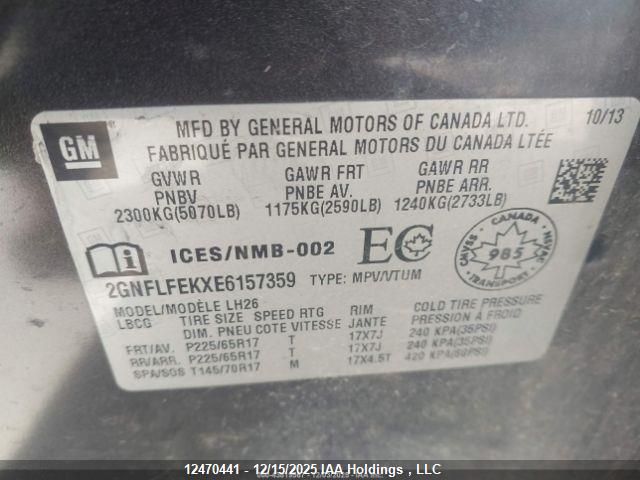 GM
MFD BY GENERAL MOTORS OF CANADA LTD. 10/13
FABRIQUÉ PAR GENERAL MOTORS DU CANADA LTÉE
GVWR GAWR FRT GAWR RR
PNBV PNBE AV. PNBE ARR.
2300KG(5070LB) 1175KG(2590LB) 1240KG(2733LB)
i ICES/NMB-002 EC
CANADA
CMVSS 985 NSVAC
TRANSPORT
2GNFLFEKXE6157359 TYPE: MPV/VTUM
MODEL/MODÈLE LH26
LBCG TIRE SIZE SPEED RTG RIM COLD TIRE PRESSURE
DIM. PNEU COTE VITESSE JANTE PRESSION À FROID
FRT/AV. P225/65R17 T 17X7J 240 KPA(35PSI)
RR/ARR. P225/65R17 T 17X7J 240 KPA(35PSI)
SPA/SOS T145/70R17 M 17X4.5T 420 KPA(60PSI)
12470441 - 12/15/2025 IAA Holdings , LLC